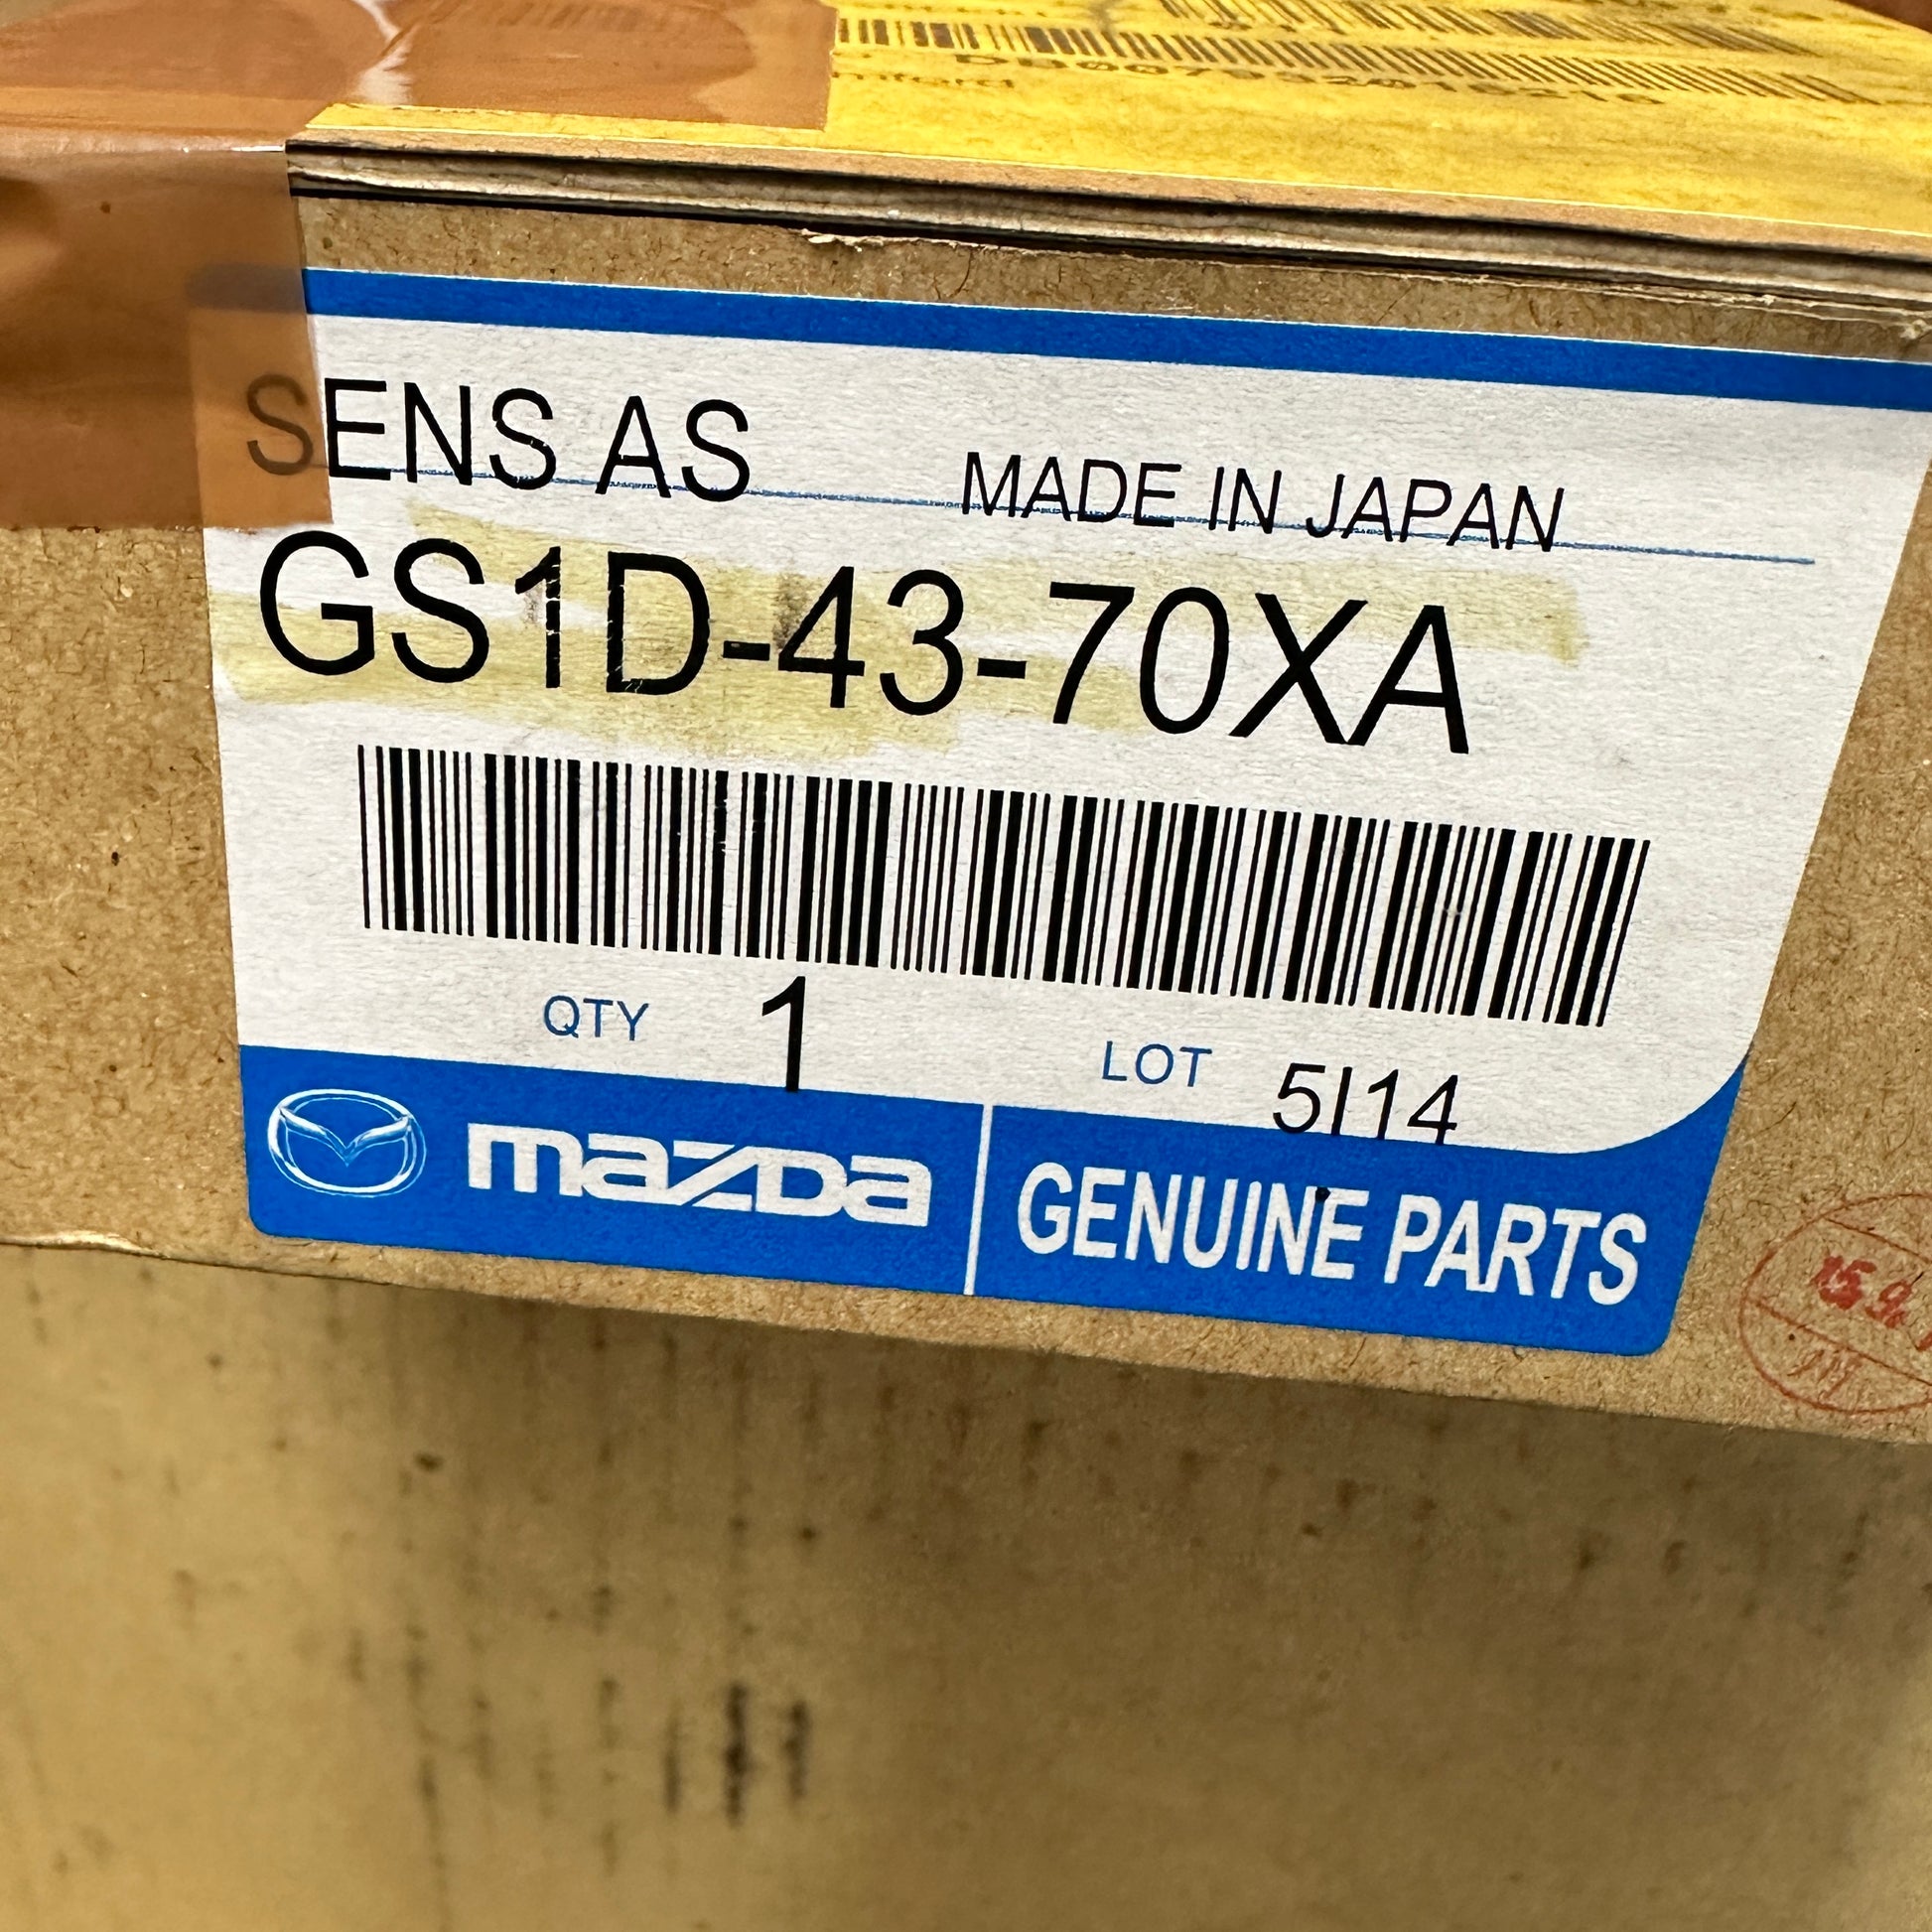 SENS AS
MADE IN JAPAN
GS1D-43-70XA
QTY 1
LOT 5I14
mazda
GENUINE PARTS